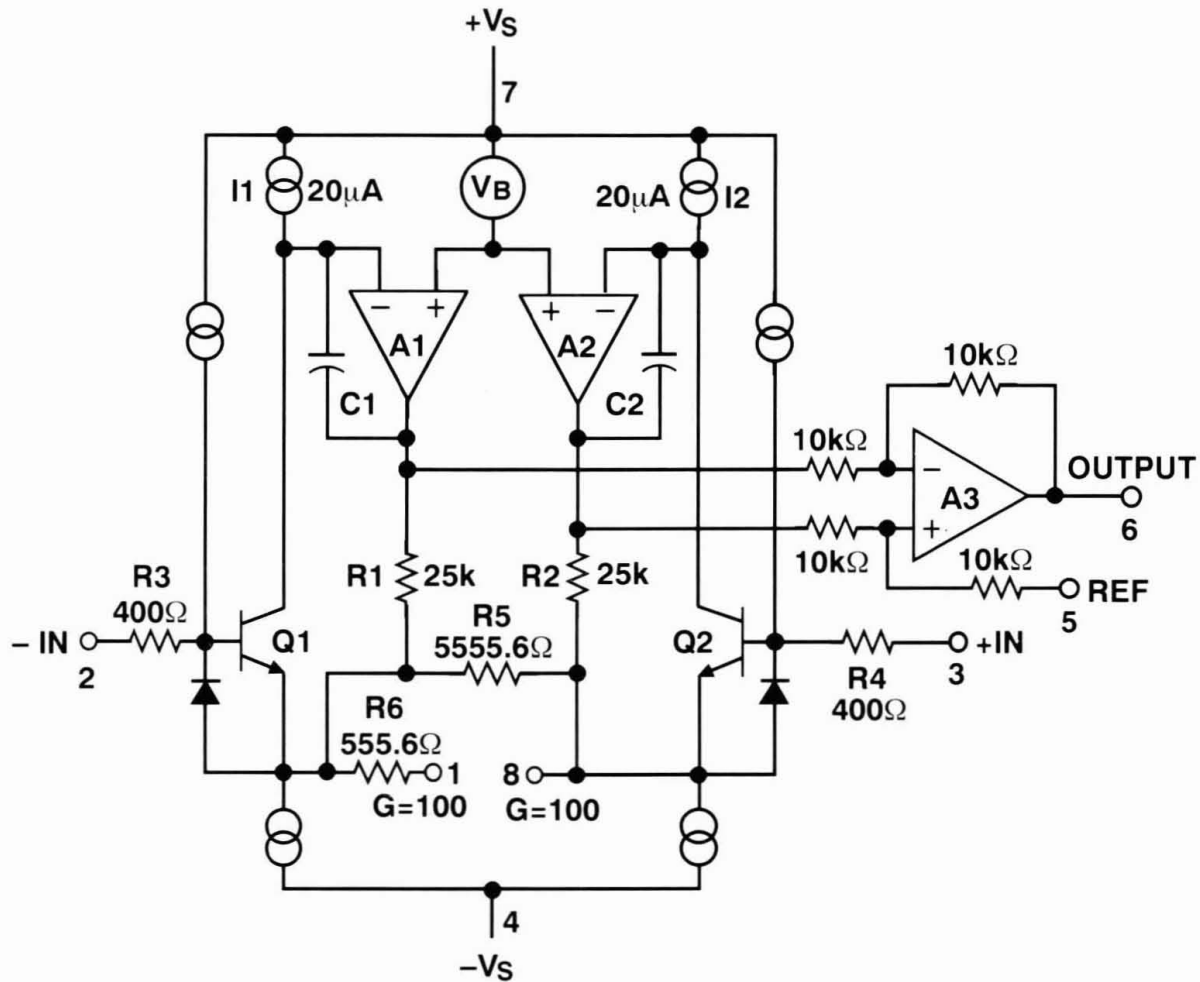 +VS
7
I1 20μA
VB
20μA I2
− +
A1
+ −
A2
C1
C2
10kΩ
10kΩ
−
A3
+
OUTPUT
6
10kΩ
10kΩ
REF
5
R1 25k
R2 25k
R3
400Ω
− IN
2
Q1
R5
5555.6Ω
Q2
+IN
3
R4
400Ω
R6
555.6Ω
1
G=100
8
G=100
4
−VS